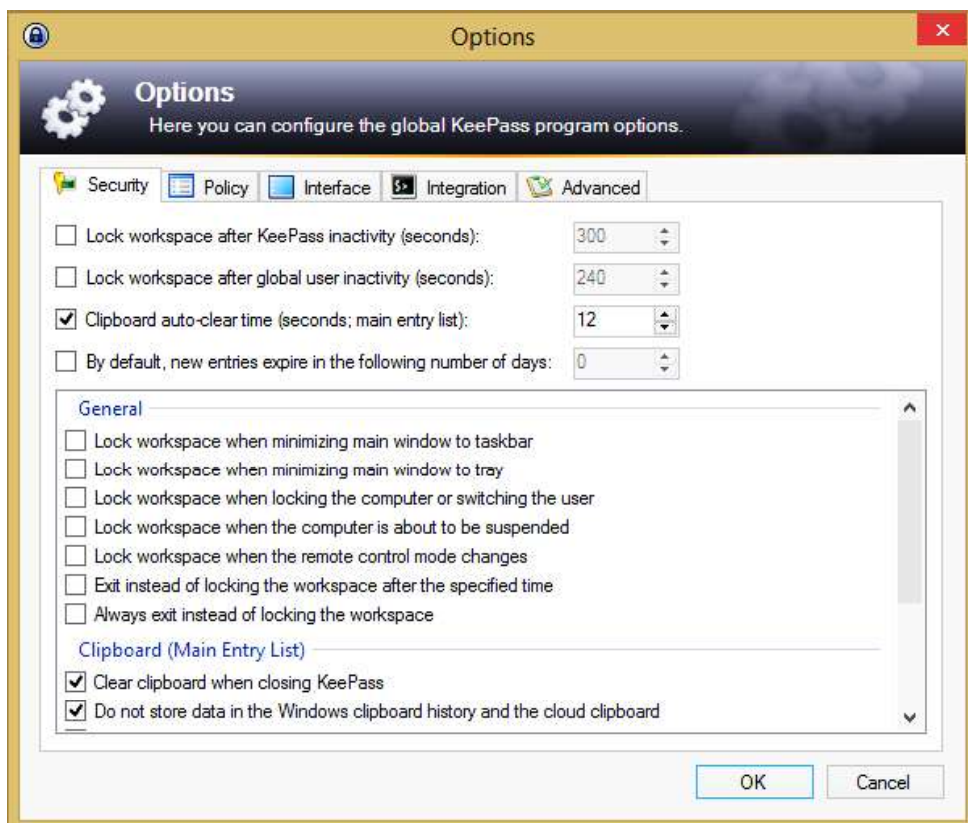 Options
Options
Here you can configure the global KeePass program options.
Security Policy Interface Integration Advanced
Lock workspace after KeePass inactivity (seconds): 300
Lock workspace after global user inactivity (seconds): 240
Clipboard auto-clear time (seconds; main entry list): 12
By default, new entries expire in the following number of days: 0
General
Lock workspace when minimizing main window to taskbar
Lock workspace when minimizing main window to tray
Lock workspace when locking the computer or switching the user
Lock workspace when the computer is about to be suspended
Lock workspace when the remote control mode changes
Exit instead of locking the workspace after the specified time
Always exit instead of locking the workspace
Clipboard (Main Entry List)
Clear clipboard when closing KeePass
Do not store data in the Windows clipboard history and the cloud clipboard
OK Cancel